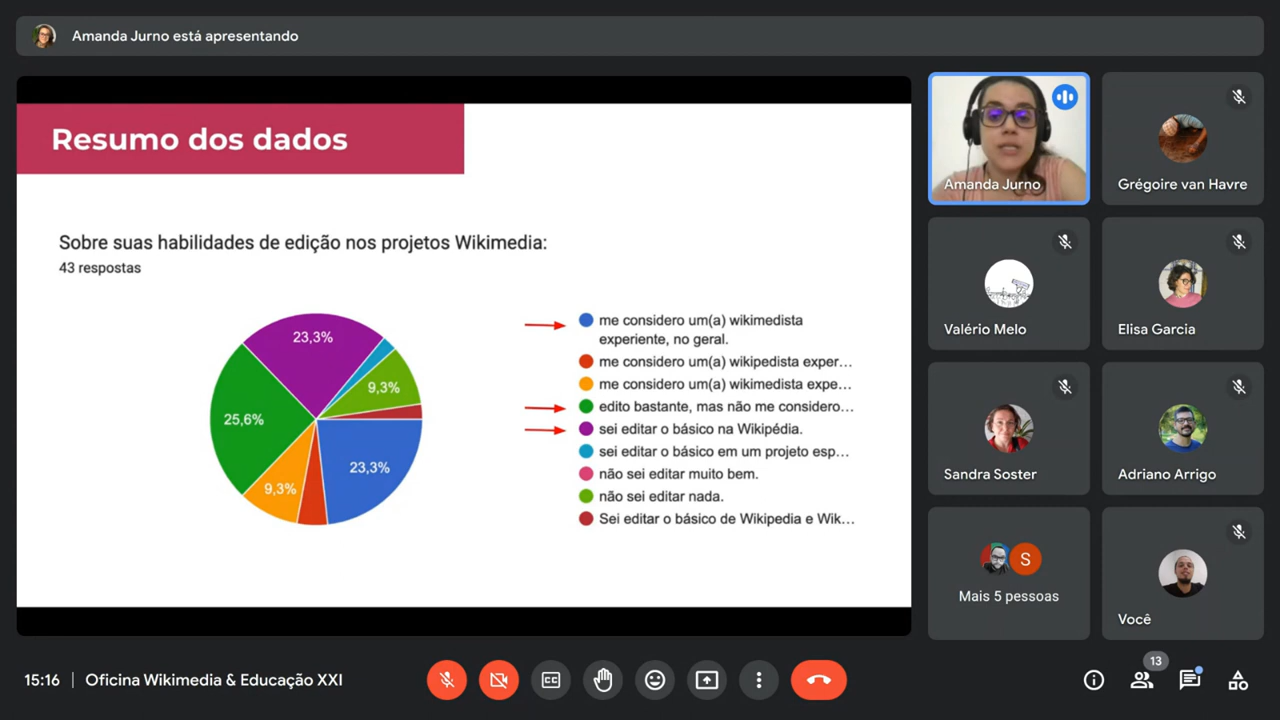 Amanda Jurno está apresentando
Resumo dos dados
Sobre suas habilidades de edição nos projetos Wikimedia:
43 respostas
23,3%
9,3%
25,6%
23,3%
9,3%
me considero um(a) wikimedista
experiente, no geral.
me considero um(a) wikipedista exper...
me considero um(a) wikimedista expe...
edito bastante, mas não me considero...
sei editar o básico na Wikipédia.
sei editar o básico em um projeto esp...
não sei editar muito bem.
não sei editar nada.
Sei editar o básico de Wikipedia e Wik...
Amanda Jurno
Grégoire van Havre
Valério Melo
Elisa Garcia
Sandra Soster
Adriano Arrigo
S
Mais 5 pessoas
Você
15:16 | Oficina Wikimedia & Educação XXI
CC
13